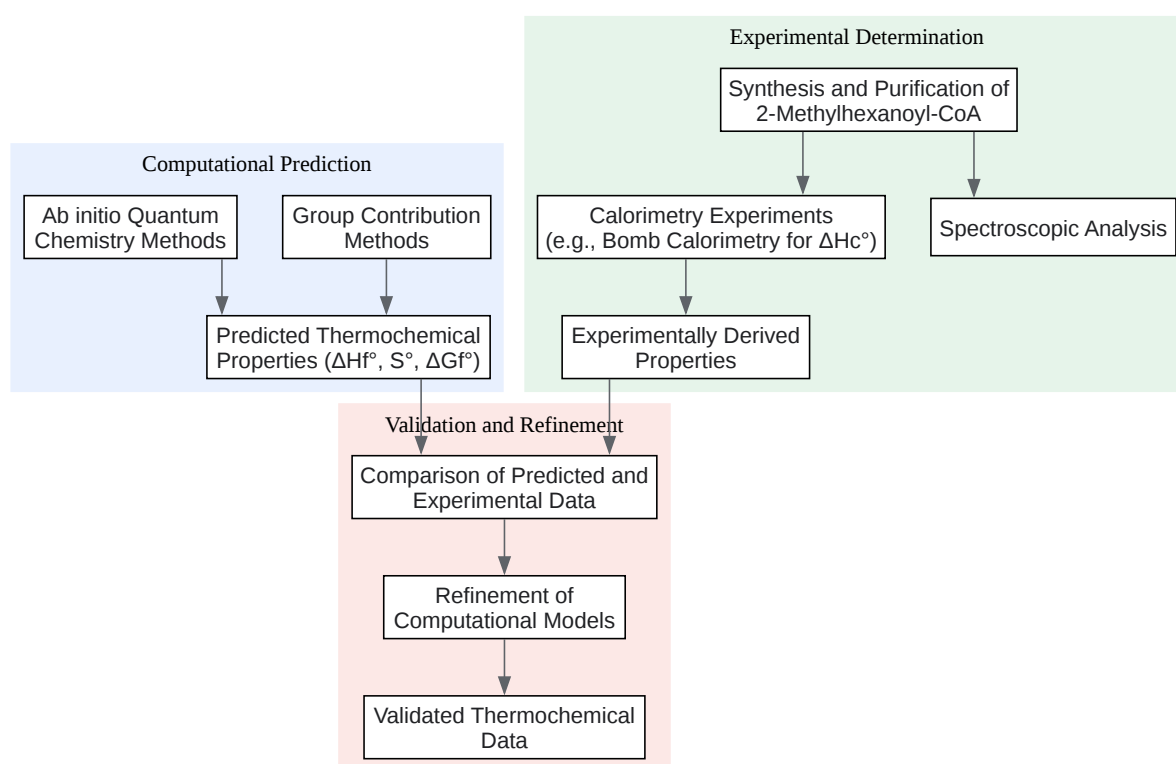 Experimental Determination
Synthesis and Purification of
2-Methylhexanoyl-CoA
Computational Prediction
Ab initio Quantum
Chemistry Methods
Group Contribution
Methods
Calorimetry Experiments
(e.g., Bomb Calorimetry for ΔHc°)
Spectroscopic Analysis
Predicted Thermochemical
Properties (ΔHf°, S°, ΔGf°)
Experimentally Derived
Properties
Validation and Refinement
Comparison of Predicted and
Experimental Data
Refinement of
Computational Models
Validated Thermochemical
Data